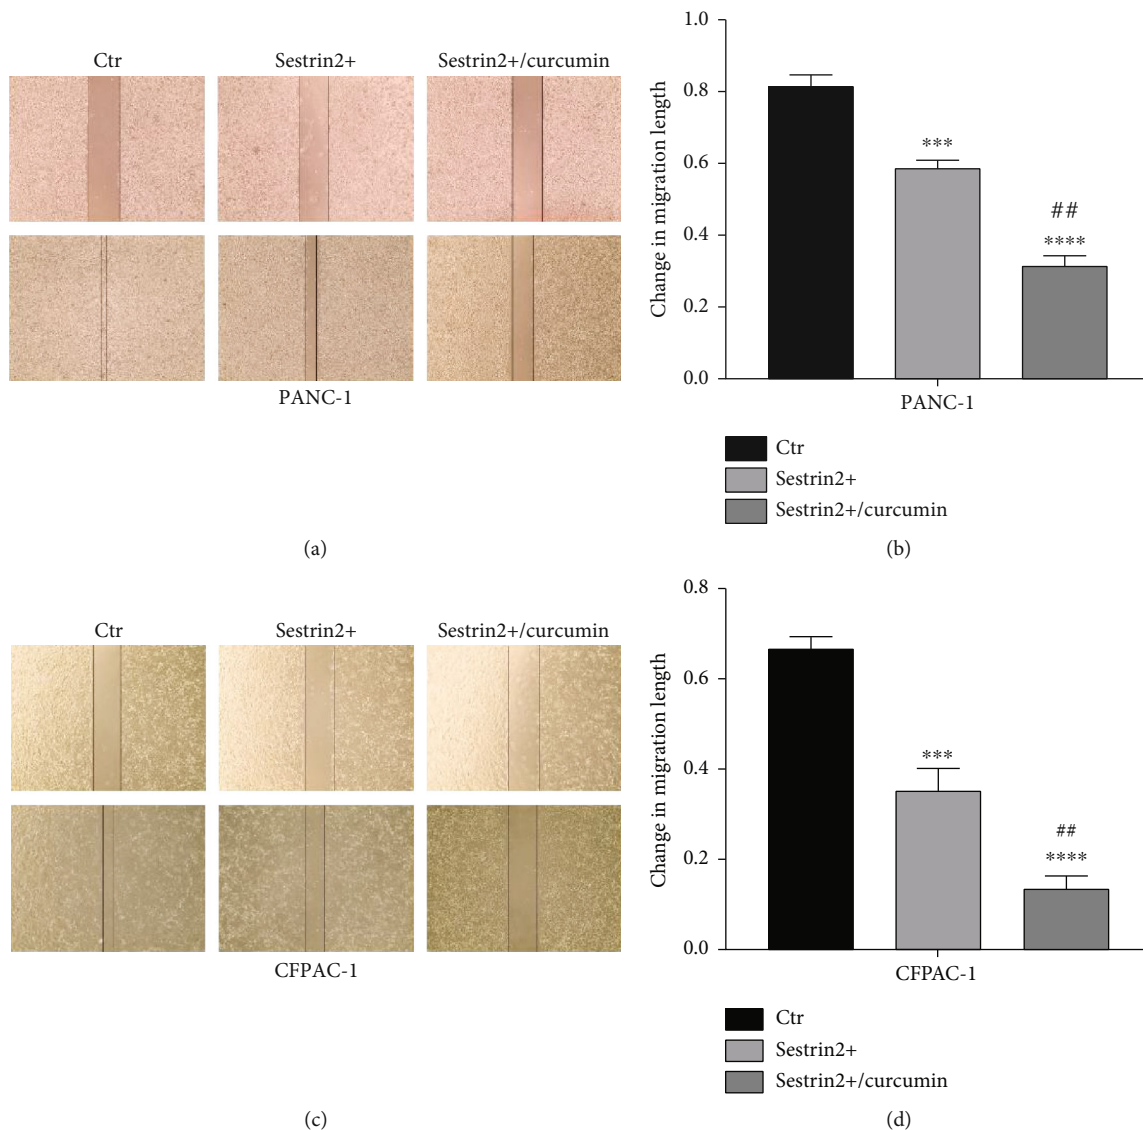 Ctr
Sestrin2+
Sestrin2+/curcumin
PANC-1
(a)
Change in migration length
1.0
0.8
0.6
0.4
0.2
0.0
***
##
****
PANC-1
Ctr
Sestrin2+
Sestrin2+/curcumin
(b)
Ctr
Sestrin2+
Sestrin2+/curcumin
CFPAC-1
(c)
Change in migration length
0.8
0.6
0.4
0.2
0.0
***
##
****
CFPAC-1
Ctr
Sestrin2+
Sestrin2+/curcumin
(d)